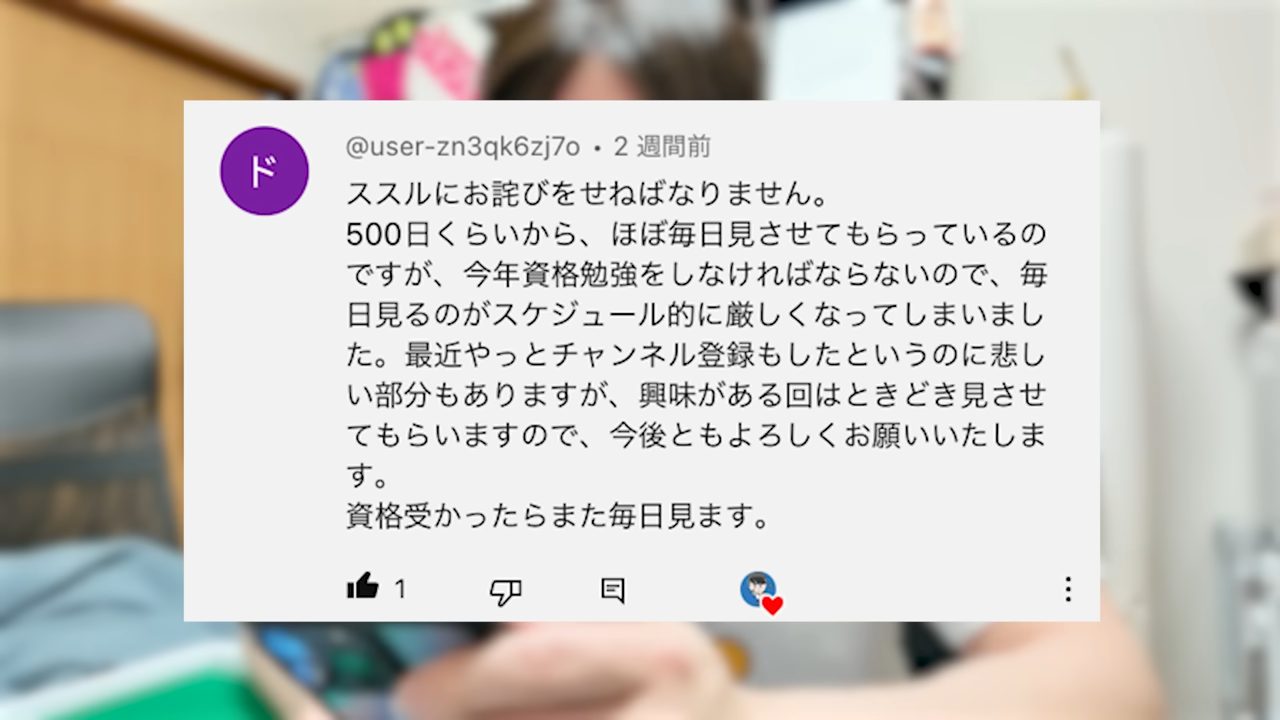 ド
@user-zn3qk6zj7o • 2 週間前
ススルにお詫びをせねばなりません。
500日くらいから、ほぼ毎日見させてもらっているの
ですが、今年資格勉強をしなければならないので、毎
日見るのがスケジュール的に厳しくなってしまいまし
た。最近やっとチャンネル登録もしたというのに悲し
い部分もありますが、興味がある回はときどき見させ
てもらいますので、今後ともよろしくお願いいたしま
す。
資格受かったらまた毎日見ます。
1